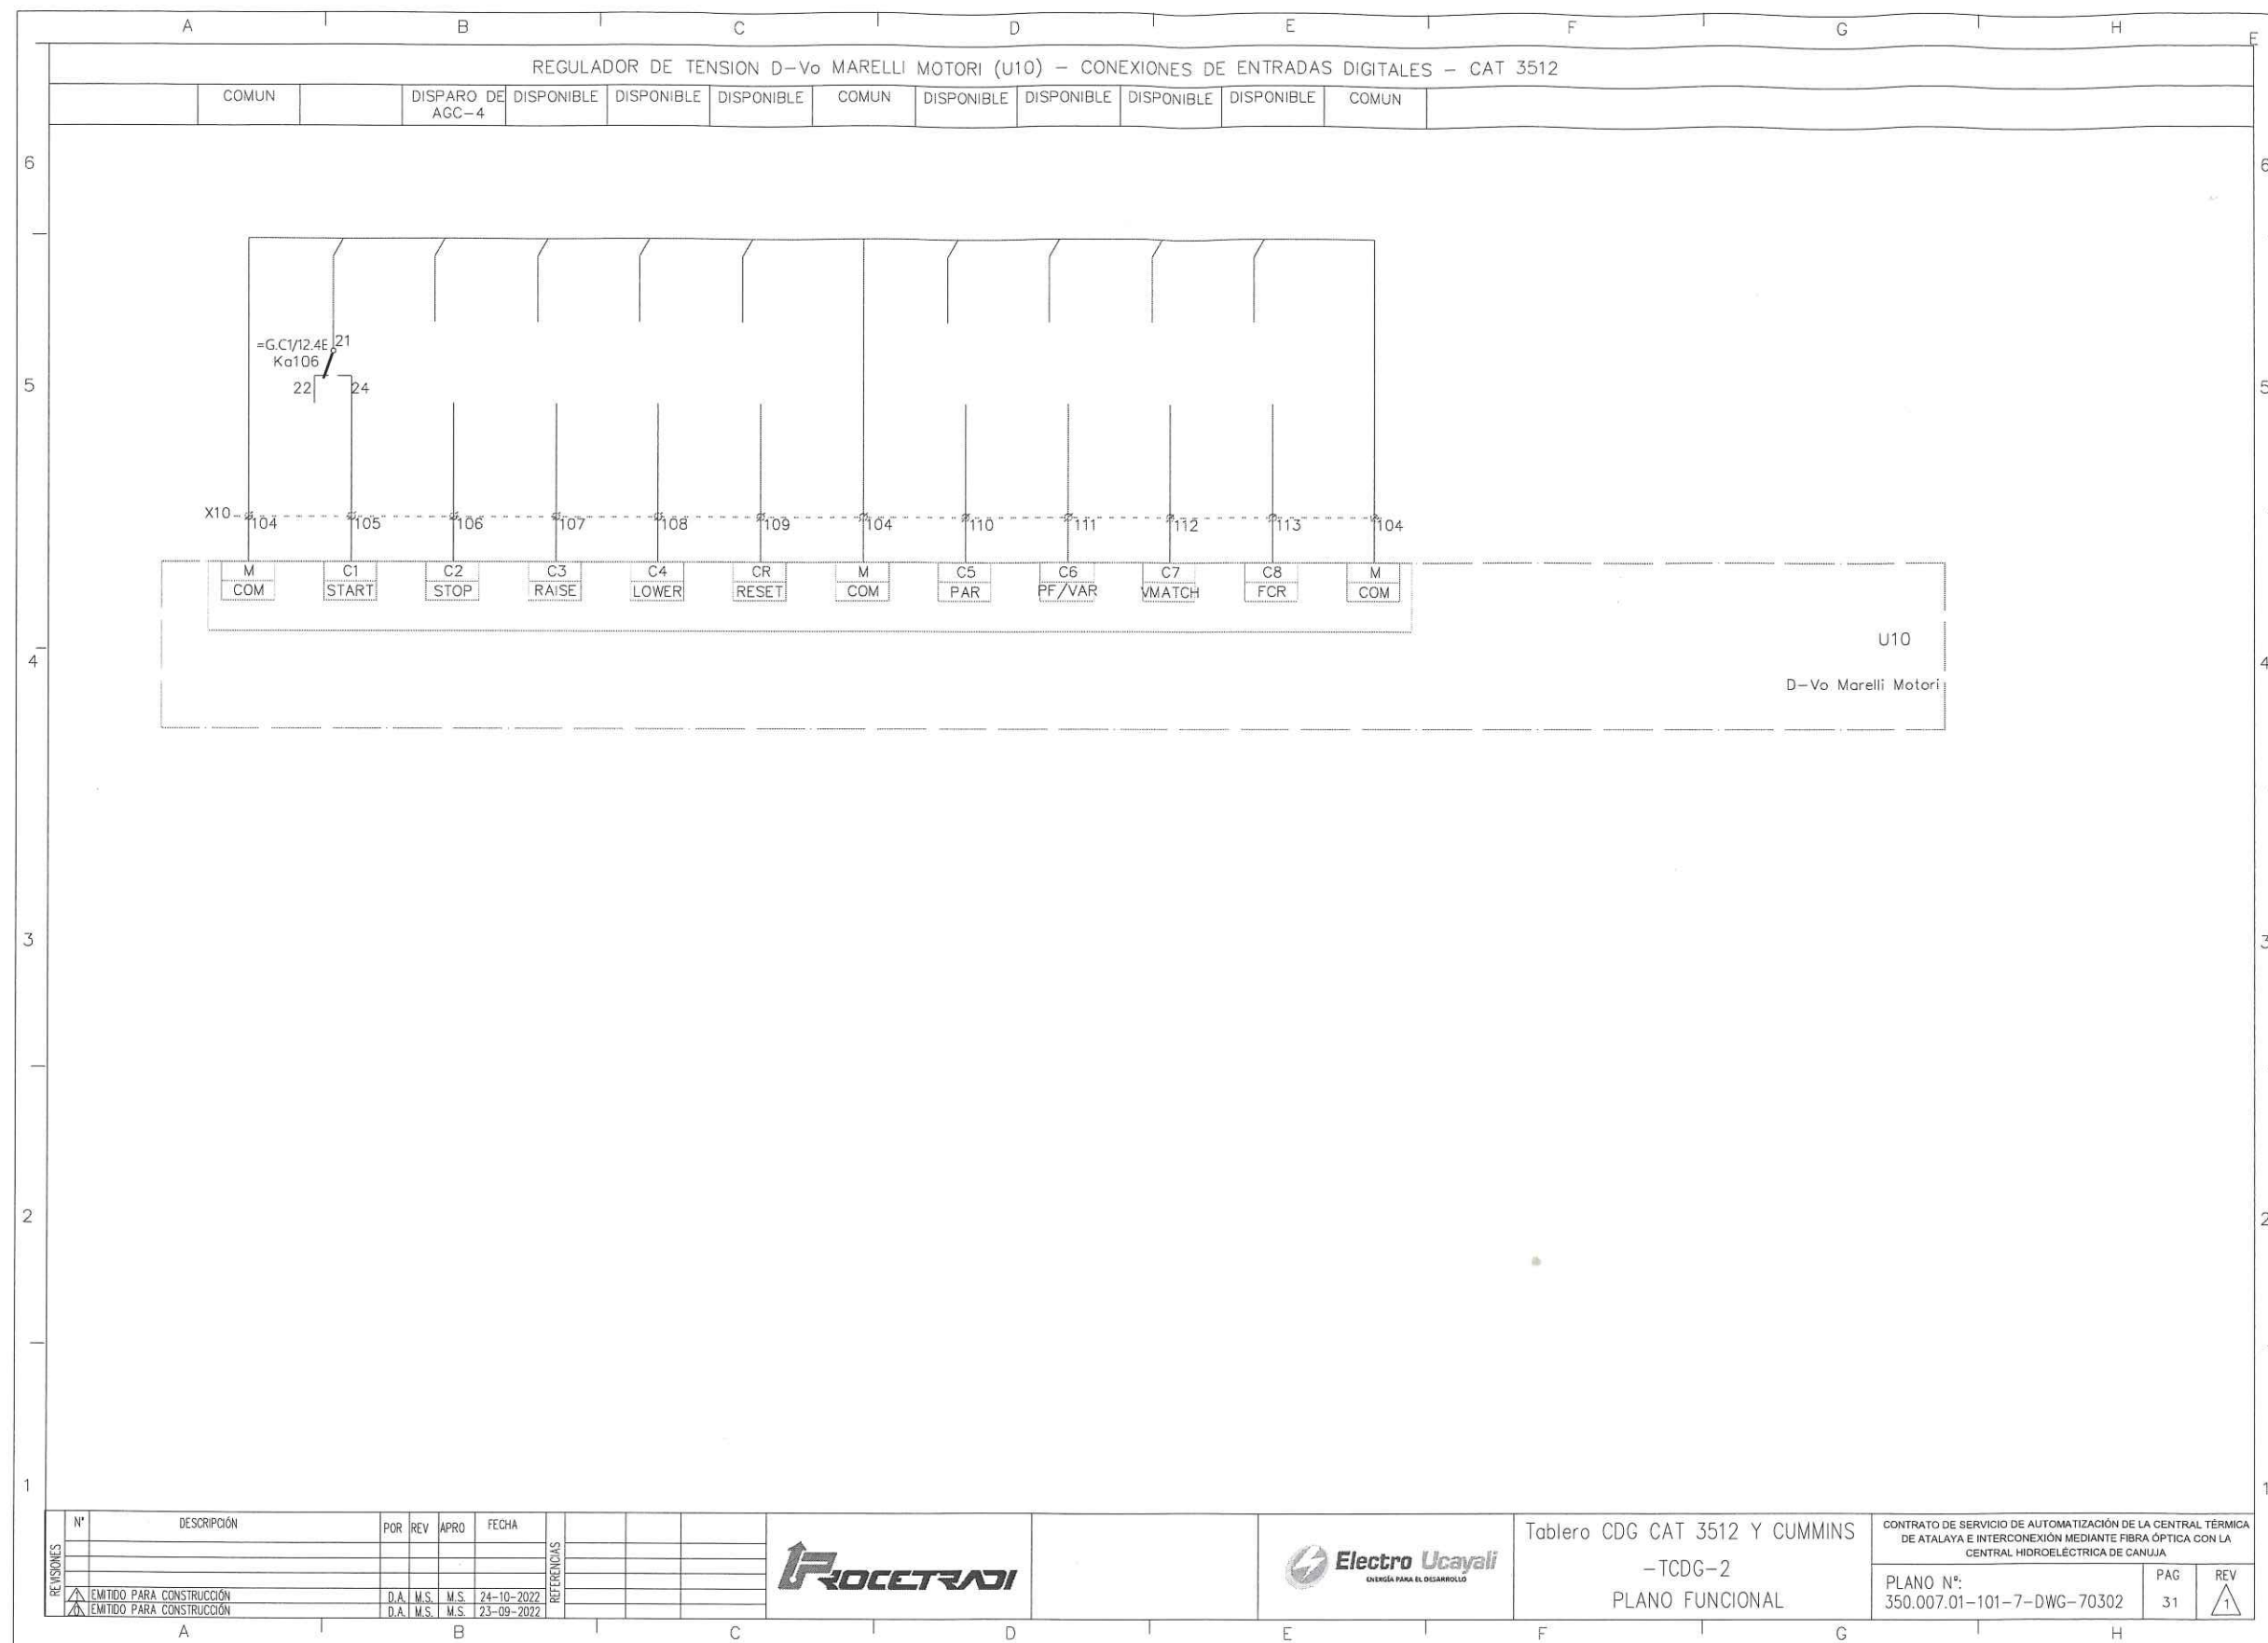 A B C D E F G H
E
REGULADOR DE TENSION D-Vo MARELLI MOTORI (U10) - CONEXIONES DE ENTRADAS DIGITALES - CAT 3512
COMUN DISPARO DE DISPONIBLE DISPONIBLE DISPONIBLE COMUN DISPONIBLE DISPONIBLE DISPONIBLE DISPONIBLE COMUN
AGC-4
6 6
=G.C1/12.4E 21
Ka106
5 22 24 5
X10 104 105 106 107 108 109 104 110 111 112 113 104
M C1 C2 C3 C4 CR M C5 C6 C7 C8 M
COM START STOP RAISE LOWER RESET COM PAR PF/VAR VMATCH FCR COM
U10
4 4
D-Vo Marelli Motori
3 3
2 2
1 1
REVISIONES
N° DESCRIPCIÓN POR REV APRO FECHA
1 EMITIDO PARA CONSTRUCCIÓN D.A. M.S. M.S. 24-10-2022
EMITIDO PARA CONSTRUCCIÓN D.A. M.S. M.S. 23-09-2022
REFERENCIAS
PROCETRADI
Electro Ucayali
ENERGÍA PARA EL DESARROLLO
Tablero CDG CAT 3512 Y CUMMINS
-TCDG-2
PLANO FUNCIONAL
CONTRATO DE SERVICIO DE AUTOMATIZACIÓN DE LA CENTRAL TÉRMICA
DE ATALAYA E INTERCONEXIÓN MEDIANTE FIBRA ÓPTICA CON LA
CENTRAL HIDROELÉCTRICA DE CANUJA
PLANO N°:
350.007.01-101-7-DWG-70302
PAG
31
REV
1
A B C D E F G H